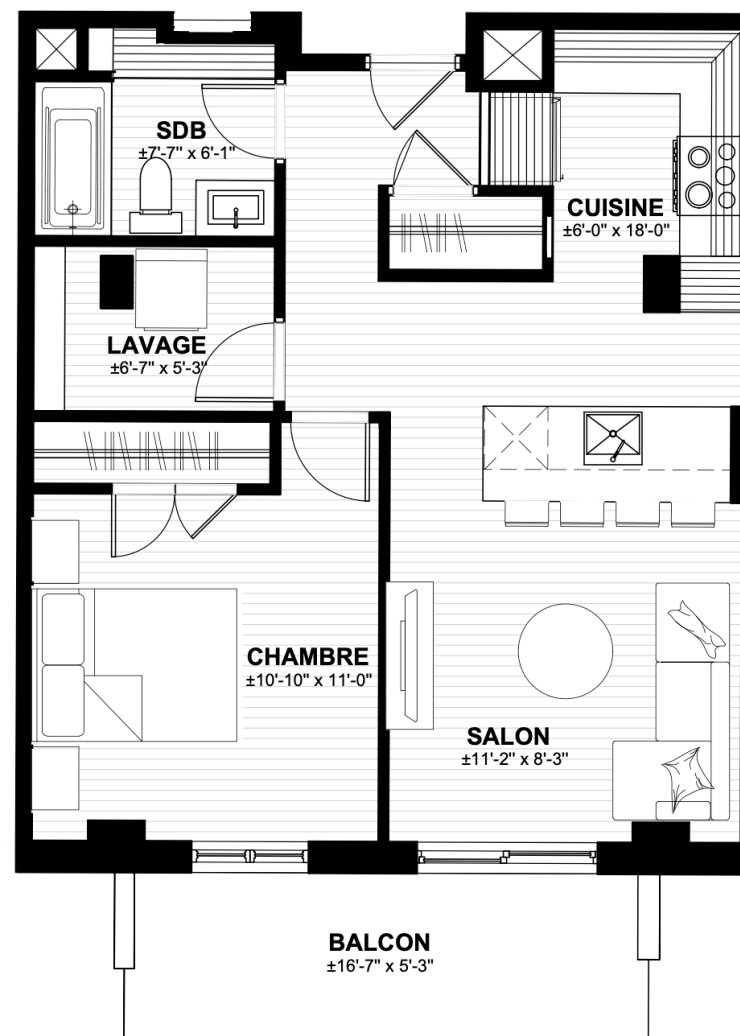 SDB
±7'-7" x 6'-1"
CUISINE
±6'-0" x 18'-0"
LAVAGE
±6'-7" x 5'-3"
CHAMBRE
±10'-10" x 11'-0"
SALON
±11'-2" x 8'-3"
BALCON
±16'-7" x 5'-3"